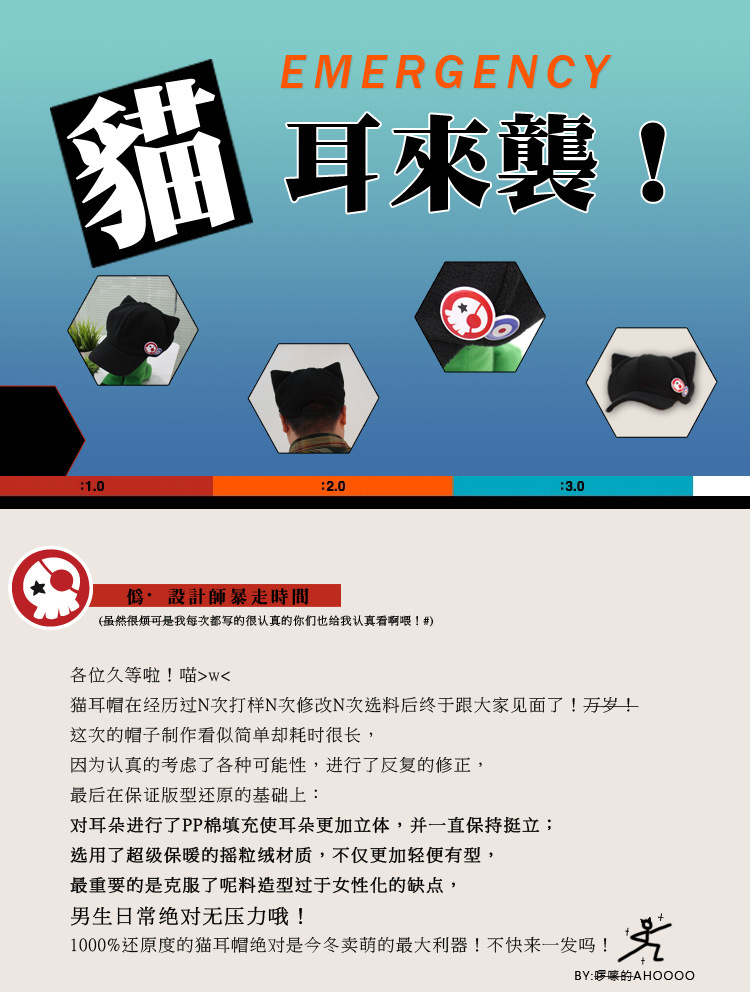 EMERGENCY
貓
耳來襲！
:1.0 :2.0 :3.0
僞·設計師暴走時間
(虽然很煩可是我每次都写的很认真的你们也给我认真看啊喂！#)
各位久等啦！喵>w<
猫耳帽在经历过N次打样N次修改N次选料后终于跟大家见面了！万岁！
这次的帽子制作看似简单却耗时很长，
因为认真的考虑了各种可能性，进行了反复的修正，
最后在保证版型还原的基础上：
对耳朵进行了PP棉填充使耳朵更加立体，并一直保持挺立；
选用了超级保暖的摇粒绒材质，不仅更加轻便有型，
最重要的是克服了呢料造型过于女性化的缺点，
男生日常绝对无压力哦！
1000%还原度的猫耳帽绝对是今冬卖萌的最大利器！不快来一发吗！
BY:啰嗦的AHOOOO